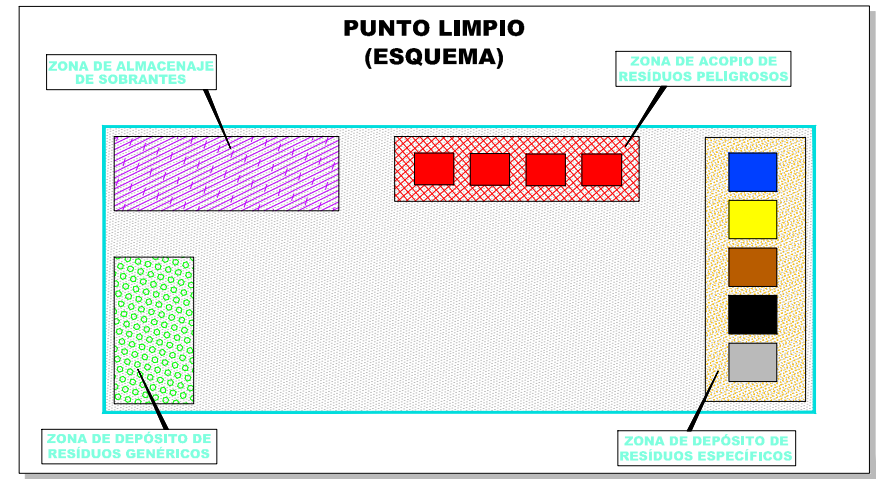 PUNTO LIMPIO
(ESQUEMA)
ZONA DE ALMACENAJE
DE SOBRANTES
ZONA DE ACOPIO DE
RESÍDUOS PELIGROSOS
ZONA DE DEPÓSITO DE
RESÍDUOS GENÉRICOS
ZONA DE DEPÓSITO DE
RESÍDUOS ESPECÍFICOS